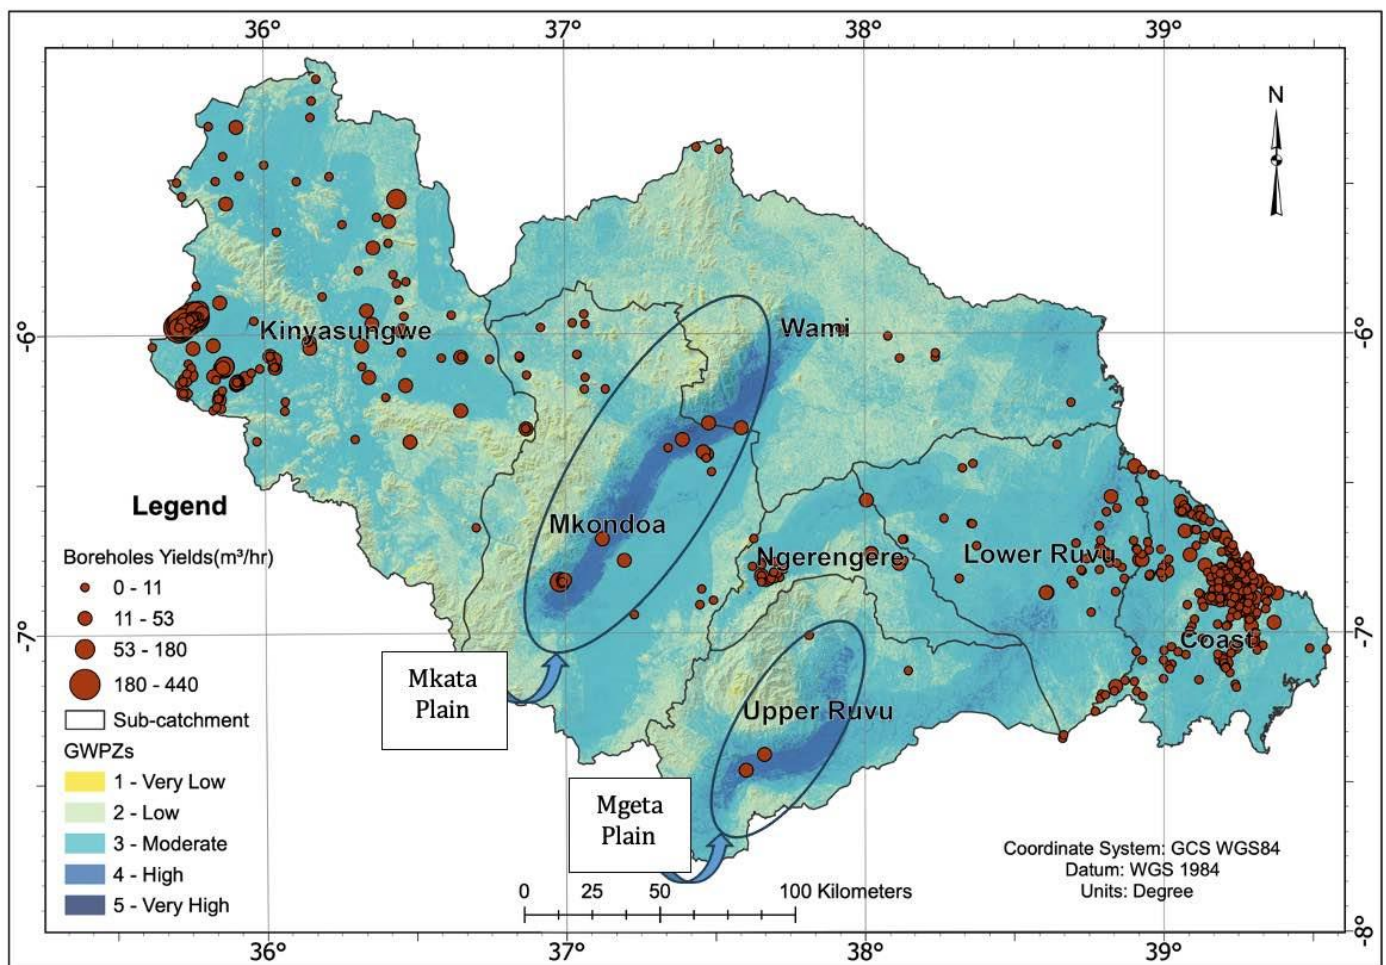 36°
37°
38°
39°
N
-6°
Kinyasungwe
Wami
-6°
Legend
Boreholes Yields(m³/hr)
0 - 11
11 - 53
53 - 180
180 - 440
Sub-catchment
GWPZs
1 - Very Low
2 - Low
3 - Moderate
4 - High
5 - Very High
Mkondoa
Ngerengere
Lower Ruvu
Coast
-7°
-7°
Mkata
Plain
Upper Ruvu
Mgeta
Plain
Coordinate System: GCS WGS84
Datum: WGS 1984
Units: Degree
0 25 50 100 Kilometers
-8°
36°
37°
38°
39°